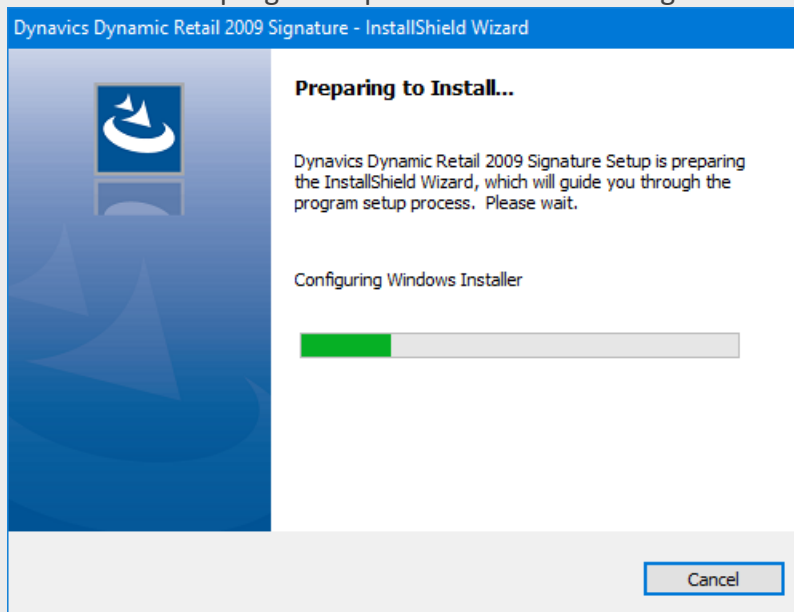 Dynavics Dynamic Retail 2009 Signature - InstallShield Wizard
Preparing to Install...
Dynavics Dynamic Retail 2009 Signature Setup is preparing
the InstallShield Wizard, which will guide you through the
program setup process. Please wait.
Configuring Windows Installer
Cancel